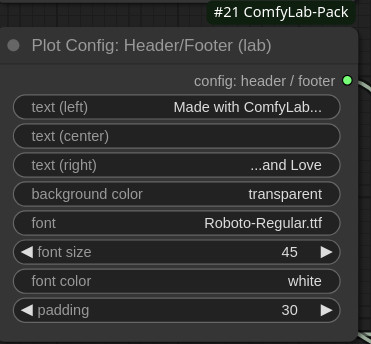 #21 ComfyLab-Pack
Plot Config: Header/Footer (lab)
config: header / footer
text (left) Made with ComfyLab...
text (center)
text (right) ...and Love
background color transparent
font Roboto-Regular.ttf
font size 45
font color white
padding 30